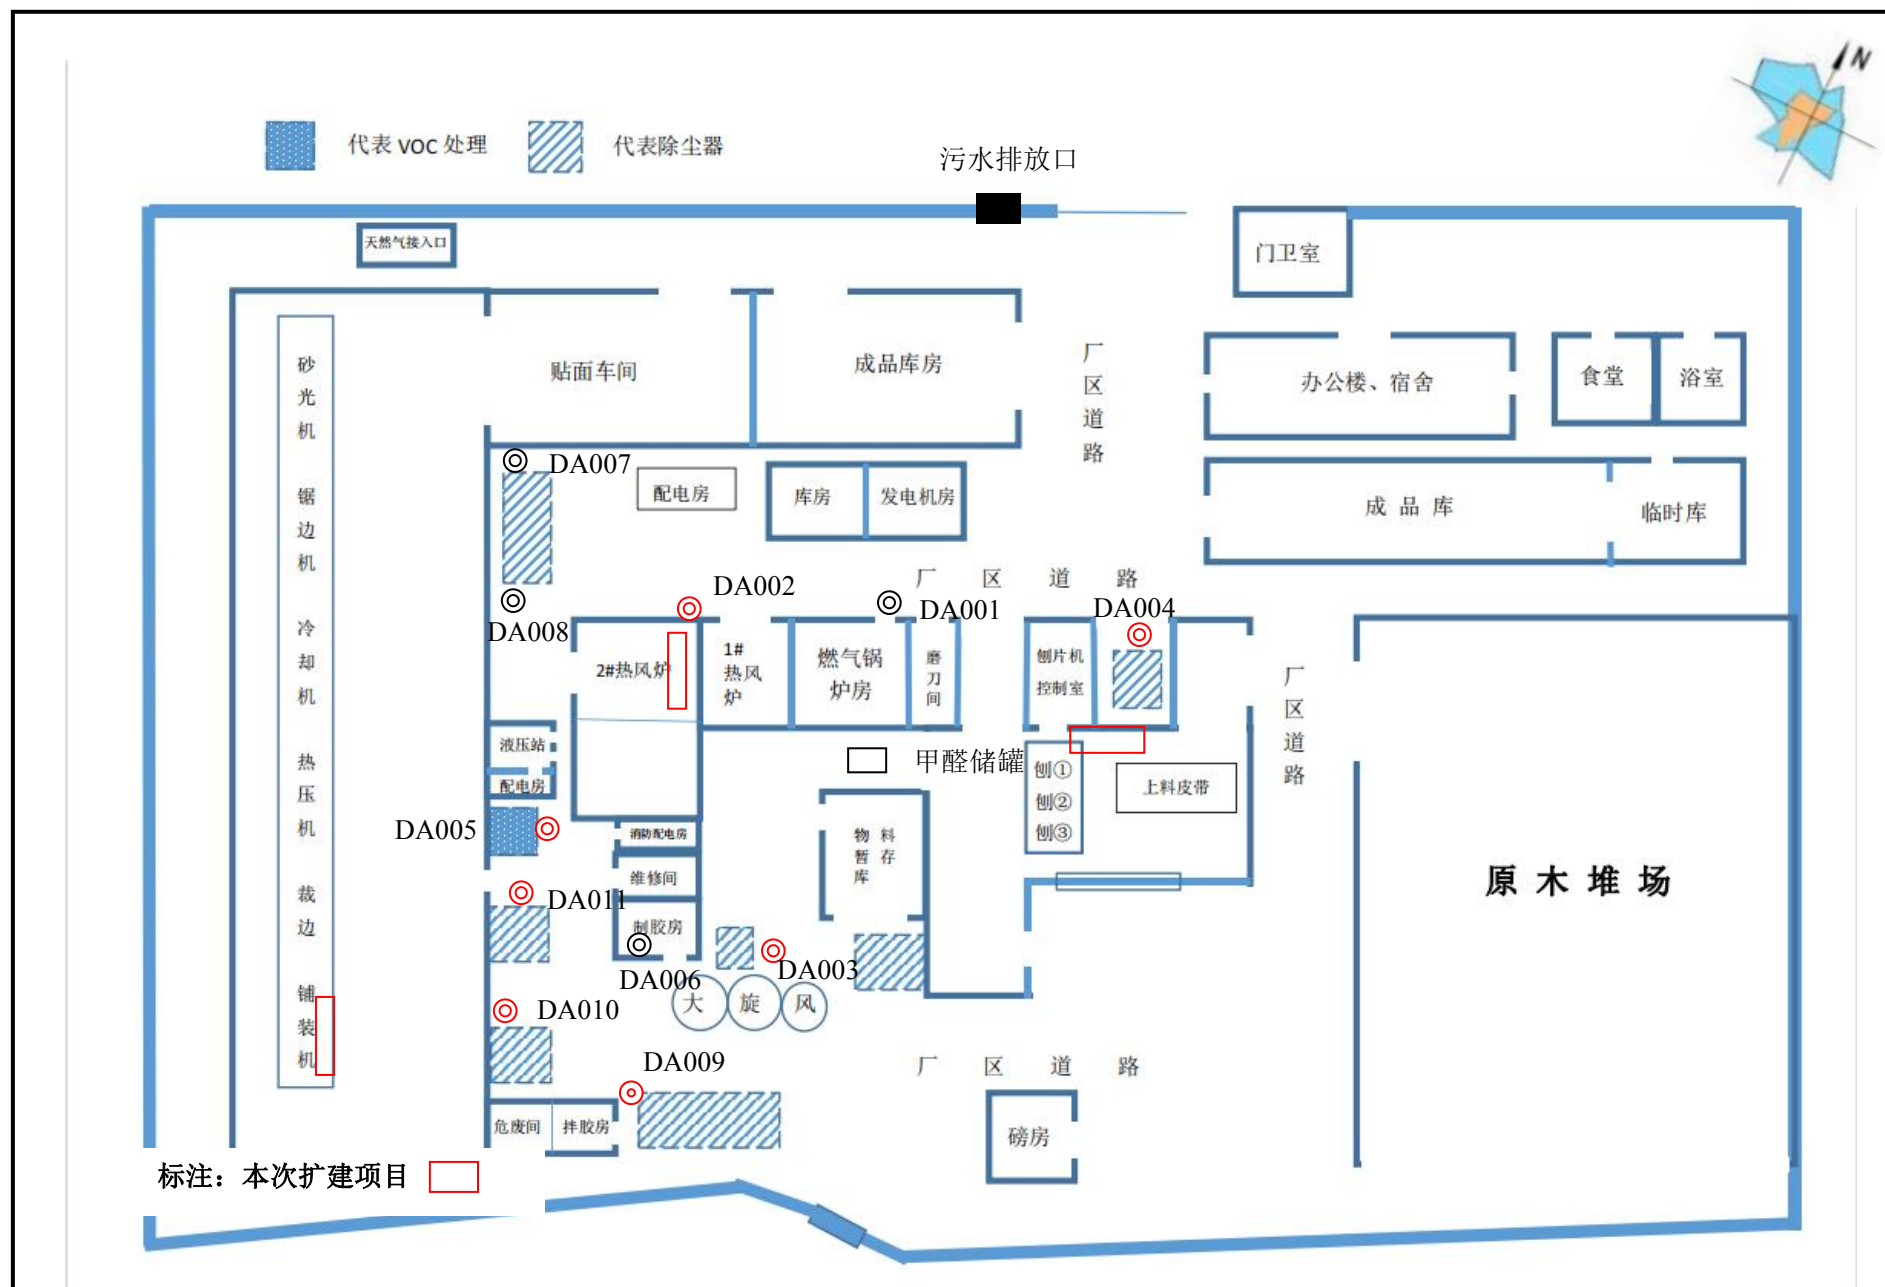 N
代表 VOC 处理
代表除尘器
污水排放口
天然气接入口
门卫室
砂光机 锯边机 冷却机 热压机 裁边 铺装机
贴面车间
成品库房
厂区道路
办公楼、宿舍
食堂
浴室
DA007
配电房
库房
发电机房
成 品 库
临时库
厂 区 道 路
DA002
DA001
DA004
DA008
2#热风炉
1#
热风
炉
燃气锅
炉房
磨刀间
刨片机
控制室
厂区道路
液压站
配电房
甲醛储罐
刨①
刨②
刨③
上料皮带
DA005
消防配电房
物 料
暂 存
库
维修间
原 木 堆 场
DA011
制胶房
DA006
DA003
大 旋 风
DA010
DA009
厂 区 道 路
危废间
拌胶房
磅房
标注：本次扩建项目